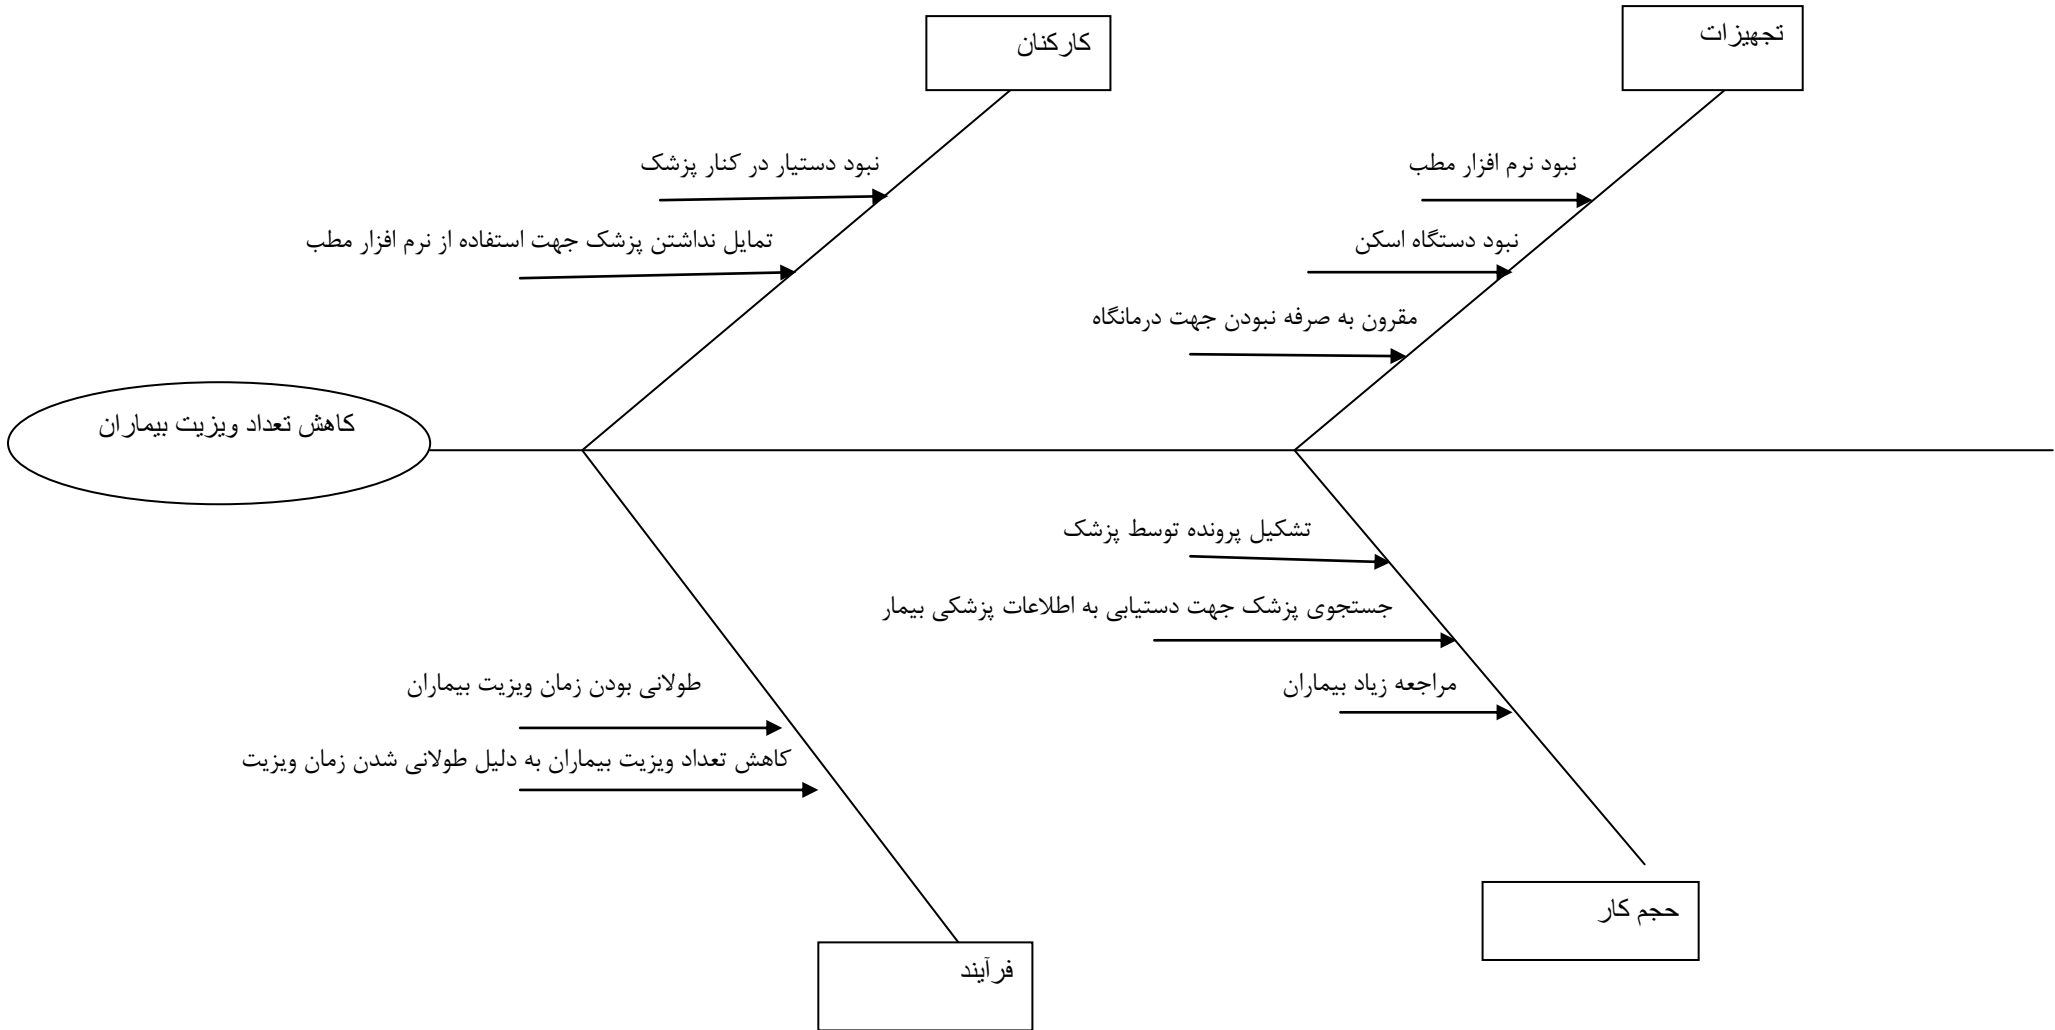 تجهیزات
کارکنان
نبود نرم افزار مطب
نبود دستیار در کنار پزشک
نبود دستگاه اسکن
تمایل نداشتن پزشک جهت استفاده از نرم افزار مطب
مقرون به صرفه نبودن جهت درمانگاه
کاهش تعداد ویزیت بیماران
تشکیل پرونده توسط پزشک
جستجوی پزشک جهت دستیابی به اطلاعات پزشکی بیمار
مراجعه زیاد بیماران
طولانی بودن زمان ویزیت بیماران
کاهش تعداد ویزیت بیماران به دلیل طولانی شدن زمان ویزیت
حجم کار
فرآیند